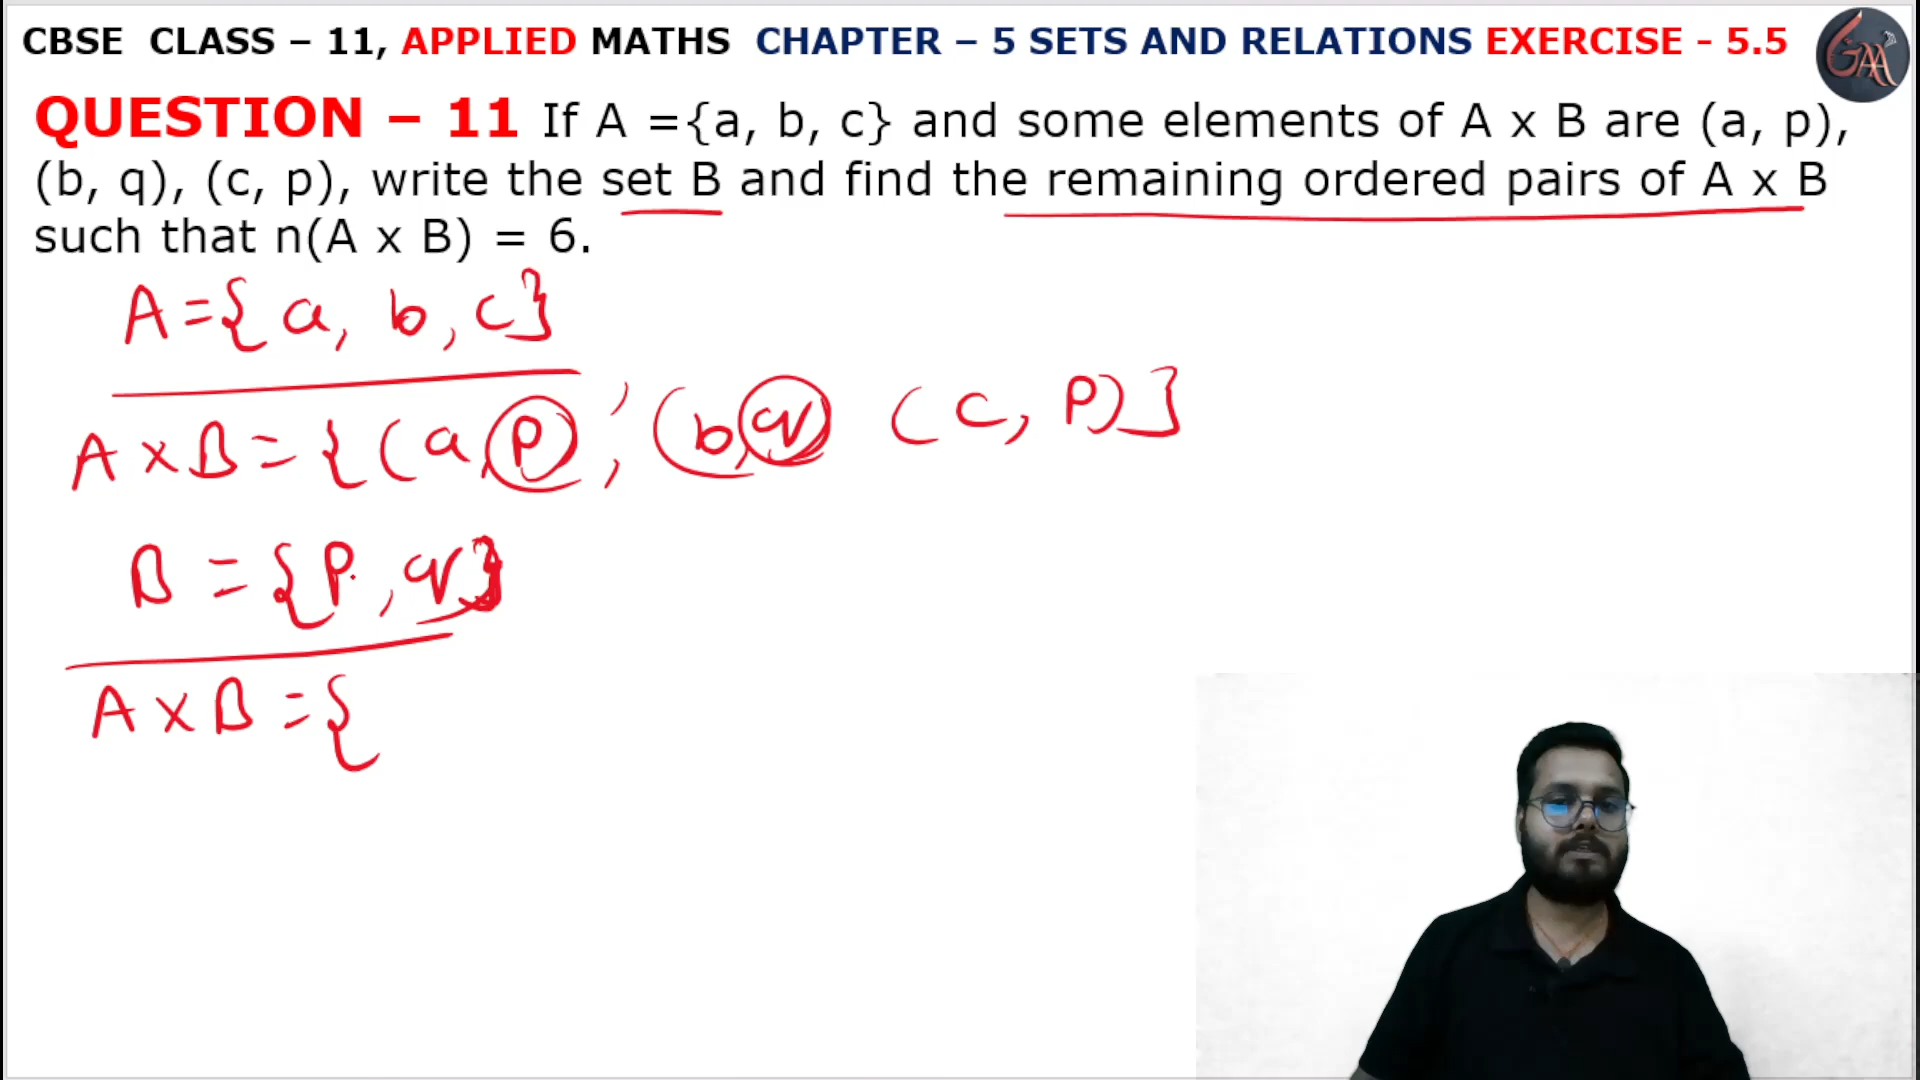 CBSE CLASS – 11, APPLIED MATHS CHAPTER – 5 SETS AND RELATIONS EXERCISE - 5.5
GAA
QUESTION – 11 If A ={a, b, c} and some elements of A x B are (a, p),
(b, q), (c, p), write the set B and find the remaining ordered pairs of A x B
such that n(A x B) = 6.
A = { a, b, c}
A x B = { (a, p), (b, q) (c, p) }
B = { p, q }
A x B = {